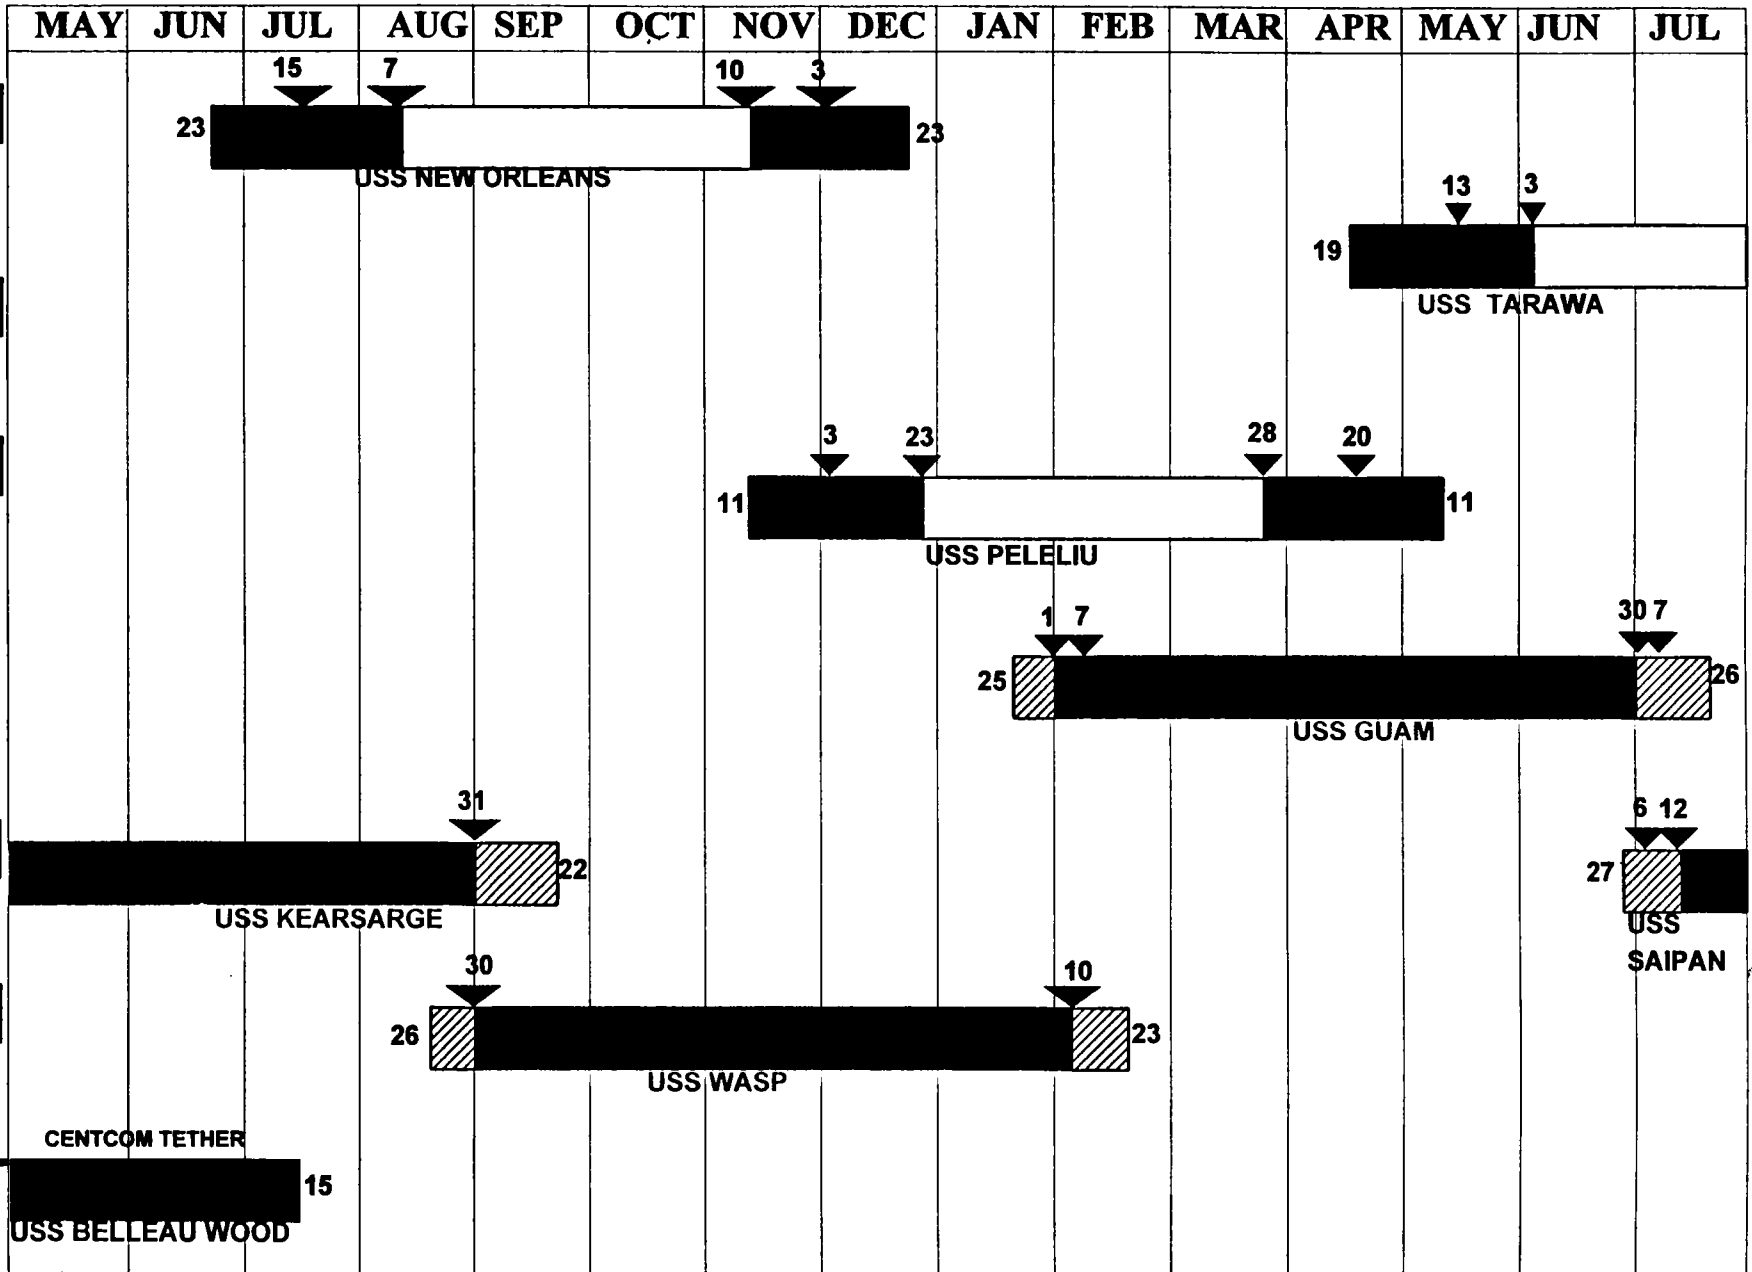 MAY JUN JUL AUG SEP OCT NOV DEC JAN FEB MAR APR MAY JUN JUL
15 7 10 3
23 23
USS NEW ORLEANS
13 3
19
USS TARAWA
3 23 28 20
11 11
USS PELELIU
1 7 30 7
25 26
USS GUAM
31
22
USS KEARSARGE
6 12
27
USS
SAIPAN
30 10
26 23
USS WASP
CENTCOM TETHER
15
USS BELLEAU WOOD